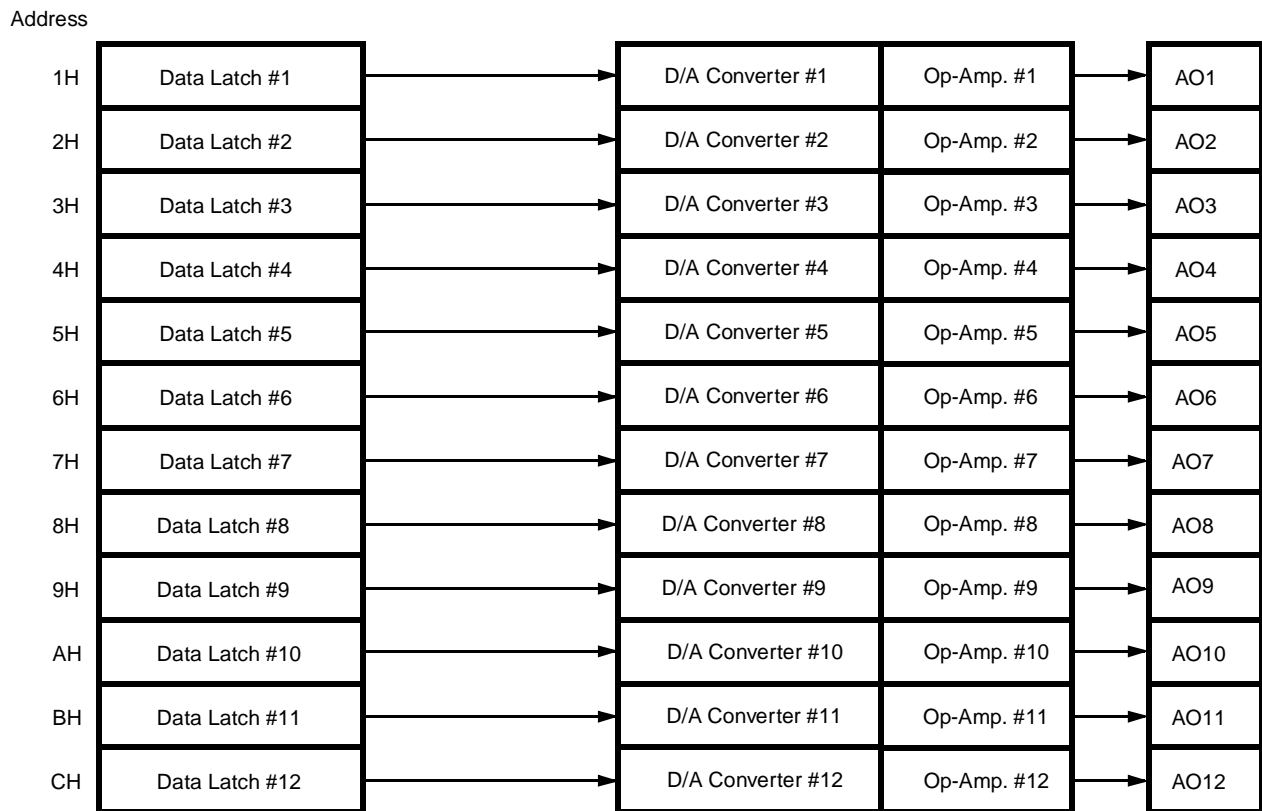 Address
1H Data Latch #1 D/A Converter #1 Op-Amp. #1 AO1
2H Data Latch #2 D/A Converter #2 Op-Amp. #2 AO2
3H Data Latch #3 D/A Converter #3 Op-Amp. #3 AO3
4H Data Latch #4 D/A Converter #4 Op-Amp. #4 AO4
5H Data Latch #5 D/A Converter #5 Op-Amp. #5 AO5
6H Data Latch #6 D/A Converter #6 Op-Amp. #6 AO6
7H Data Latch #7 D/A Converter #7 Op-Amp. #7 AO7
8H Data Latch #8 D/A Converter #8 Op-Amp. #8 AO8
9H Data Latch #9 D/A Converter #9 Op-Amp. #9 AO9
AH Data Latch #10 D/A Converter #10 Op-Amp. #10 AO10
BH Data Latch #11 D/A Converter #11 Op-Amp. #11 AO11
CH Data Latch #12 D/A Converter #12 Op-Amp. #12 AO12